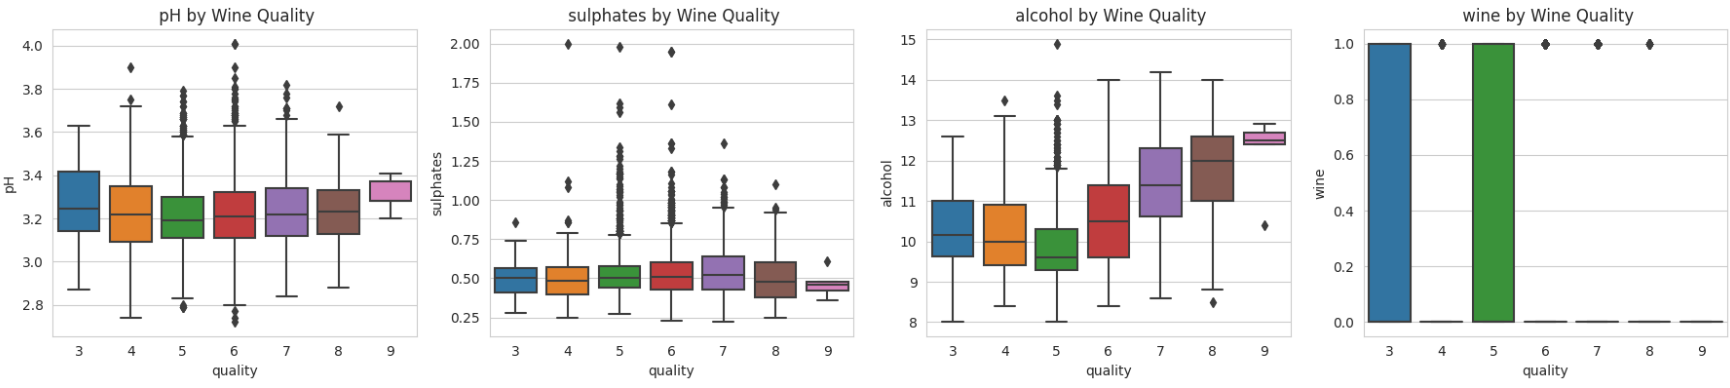 pH by Wine Quality
4.0
3.8
3.6
3.4
3.2
3.0
2.8
pH
3 4 5 6 7 8 9
quality
sulphates by Wine Quality
2.00
1.75
1.50
1.25
1.00
0.75
0.50
0.25
sulphates
3 4 5 6 7 8 9
quality
alcohol by Wine Quality
15
14
13
12
11
10
9
8
alcohol
3 4 5 6 7 8 9
quality
wine by Wine Quality
1.0
0.8
0.6
0.4
0.2
0.0
wine
3 4 5 6 7 8 9
quality